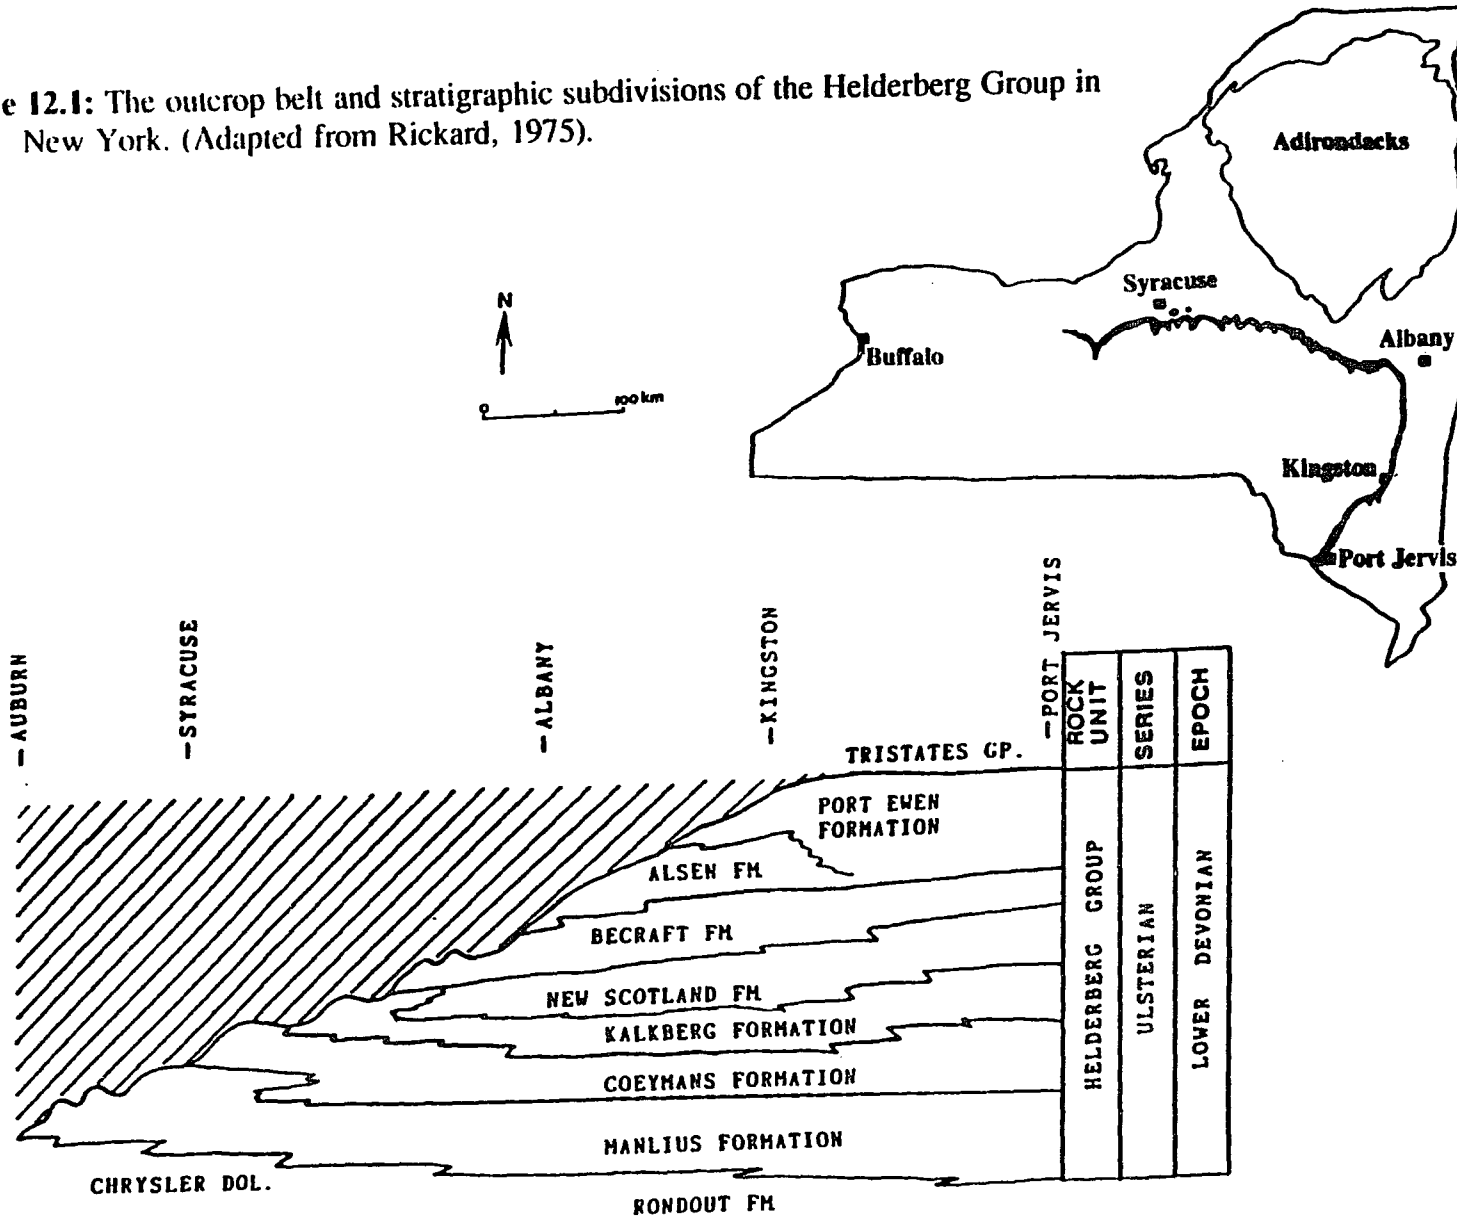 e 12.1: The outcrop belt and stratigraphic subdivisions of the Helderberg Group in
New York. (Adapted from Rickard, 1975).
Adirondacks
Syracuse
Albany
Buffalo
N
0
100 km
Kingston
Port Jervis
—AUBURN
—SYRACUSE
—ALBANY
—KINGSTON
—PORT JERVIS
ROCK
UNIT
SERIES
EPOCH
TRISTATES GP.
PORT EWEN
FORMATION
ALSEN FM
BECRAFT FM
NEW SCOTLAND FM
KALKBERG FORMATION
COEYMANS FORMATION
MANLIUS FORMATION
CHRYSLER DOL.
RONDOUT FM
HELDERBERG GROUP
ULSTERIAN
LOWER DEVONIAN